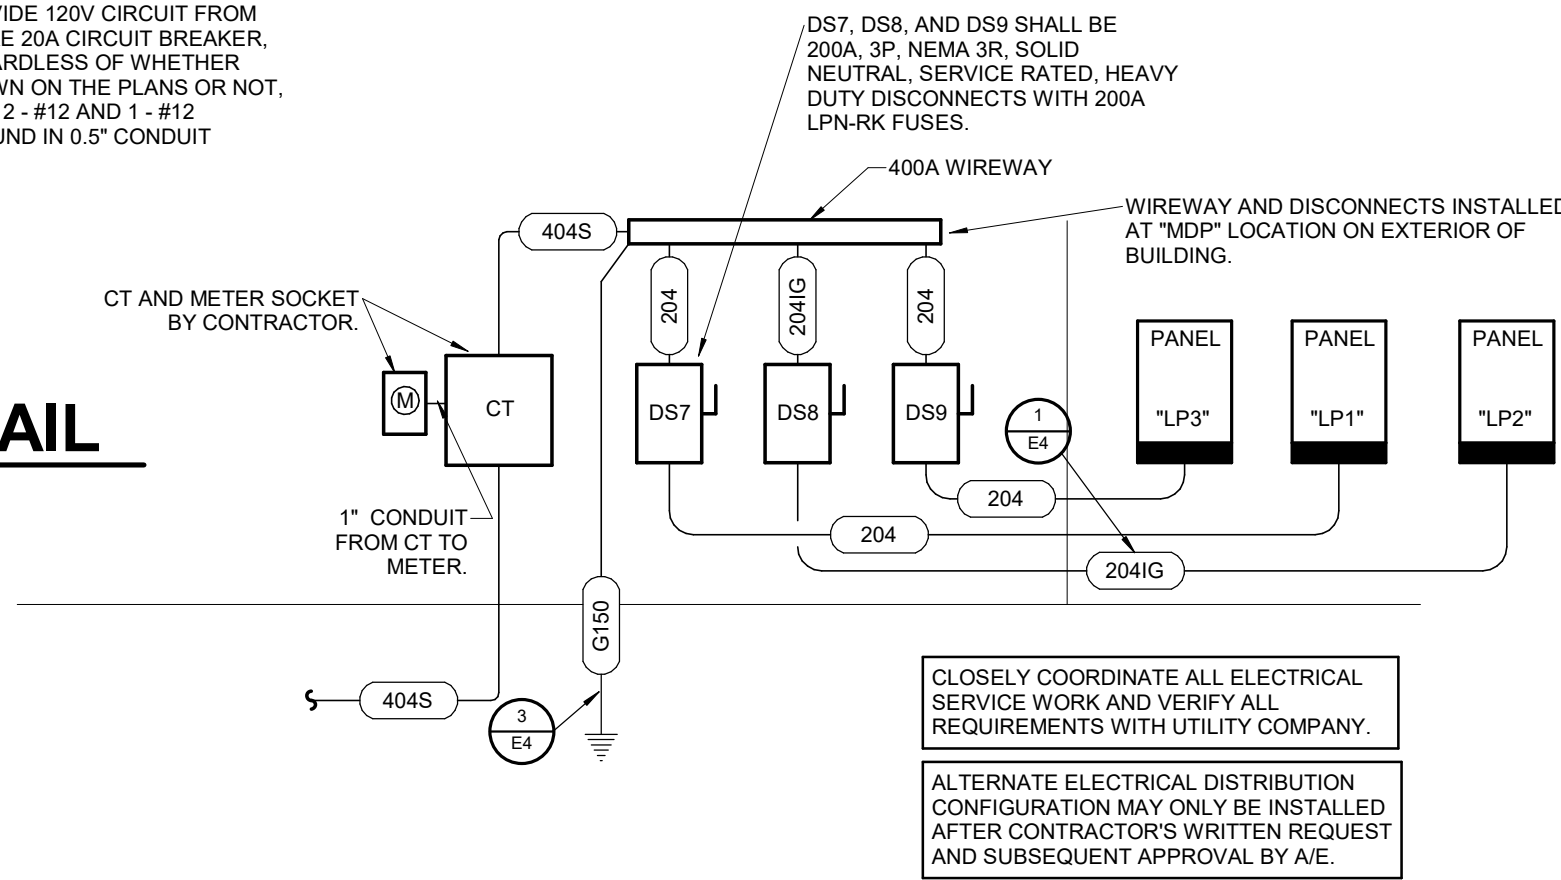 VIDE 120V CIRCUIT FROM
E 20A CIRCUIT BREAKER,
ARDLESS OF WHETHER
WN ON THE PLANS OR NOT,
2 - #12 AND 1 - #12
UND IN 0.5" CONDUIT
DS7, DS8, AND DS9 SHALL BE
200A, 3P, NEMA 3R, SOLID
NEUTRAL, SERVICE RATED, HEAVY
DUTY DISCONNECTS WITH 200A
LPN-RK FUSES.
400A WIREWAY
WIREWAY AND DISCONNECTS INSTALLED
AT "MDP" LOCATION ON EXTERIOR OF
BUILDING.
404S
204
204IG
204
CT AND METER SOCKET
BY CONTRACTOR.
M
CT
DS7
DS8
DS9
1
E4
PANEL
"LP3"
PANEL
"LP1"
PANEL
"LP2"
AIL
204
204
204IG
1" CONDUIT
FROM CT TO
METER.
G150
404S
3
E4
CLOSELY COORDINATE ALL ELECTRICAL
SERVICE WORK AND VERIFY ALL
REQUIREMENTS WITH UTILITY COMPANY.
ALTERNATE ELECTRICAL DISTRIBUTION
CONFIGURATION MAY ONLY BE INSTALLED
AFTER CONTRACTOR'S WRITTEN REQUEST
AND SUBSEQUENT APPROVAL BY A/E.